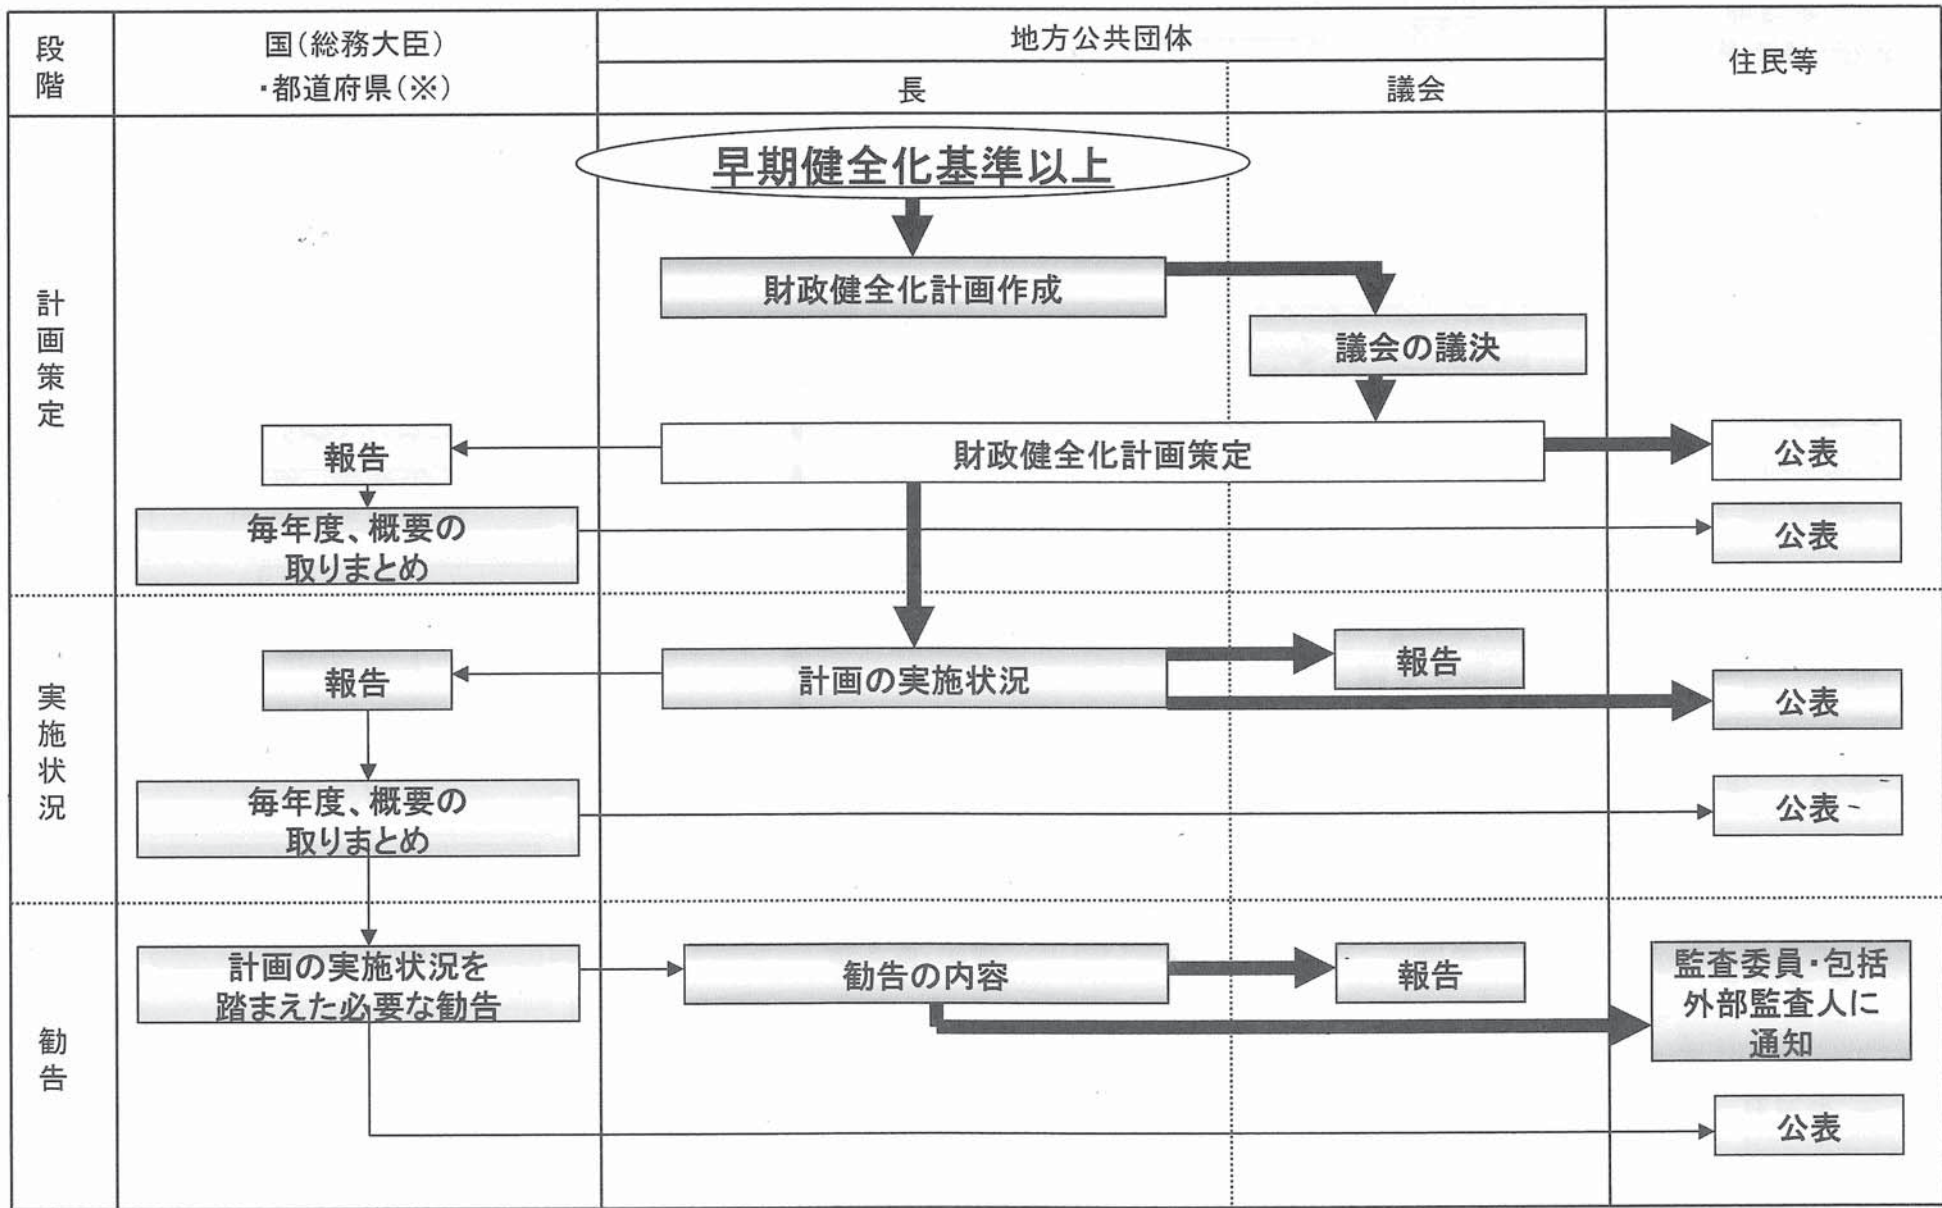 段
階
国(総務大臣)
・都道府県(※)
地方公共団体
長
議会
住民等
計
画
策
定
早期健全化基準以上
財政健全化計画作成
議会の議決
報告
財政健全化計画策定
公表
毎年度、概要の
取りまとめ
公表
実
施
状
況
報告
計画の実施状況
報告
公表
毎年度、概要の
取りまとめ
公表
勧
告
計画の実施状況を
踏まえた必要な勧告
勧告の内容
報告
監査委員・包括
外部監査人に
通知
公表